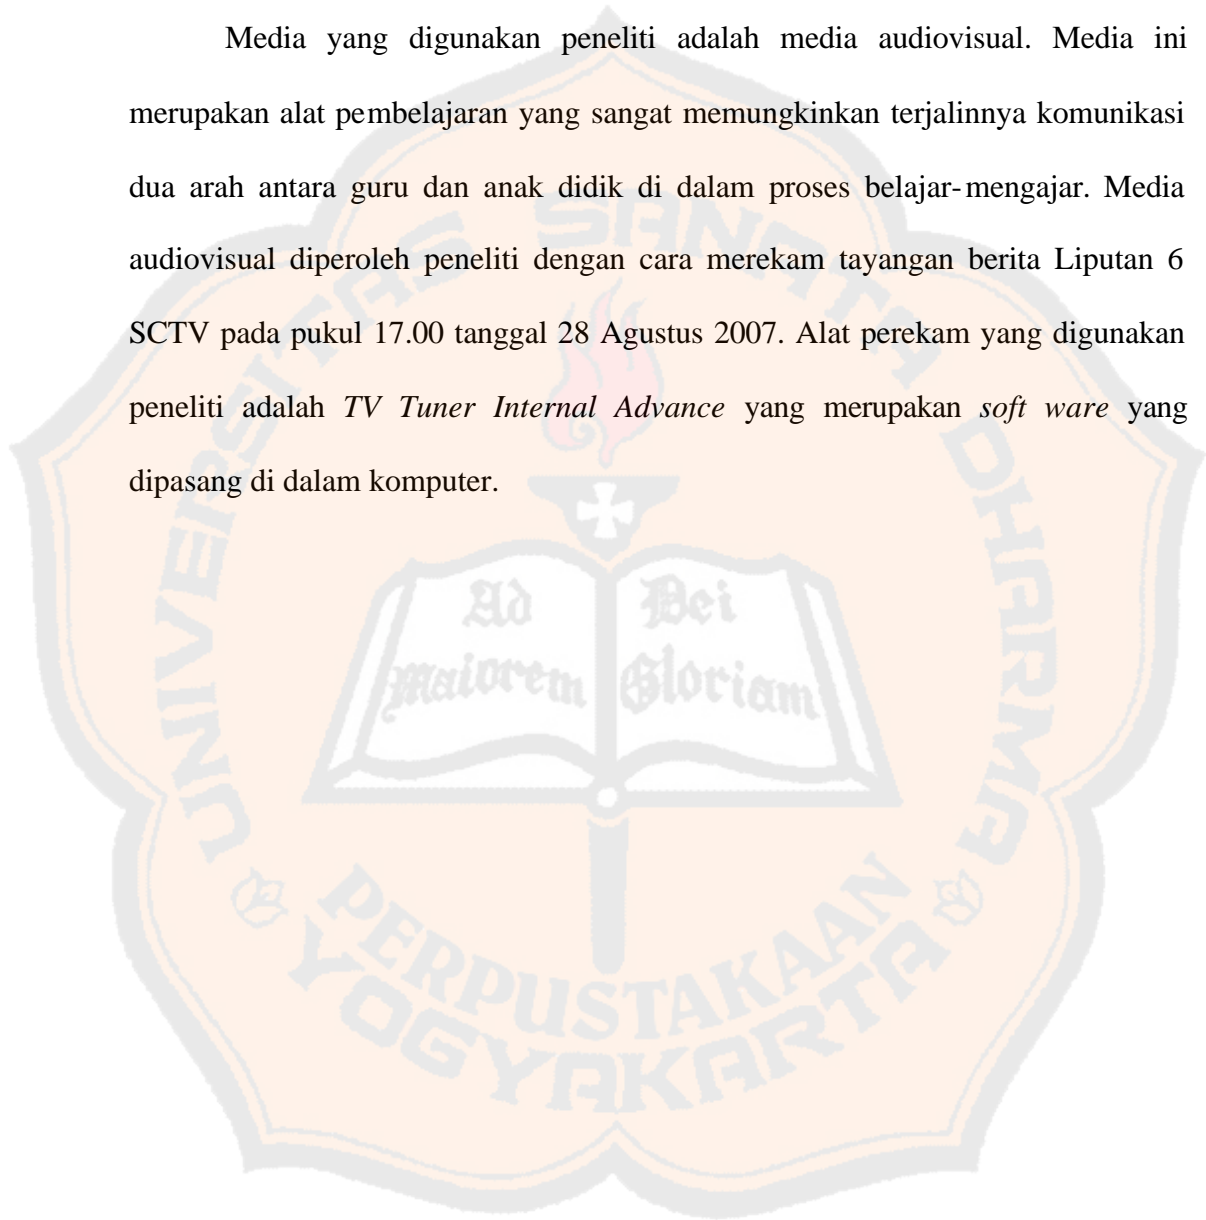 Media yang digunakan peneliti adalah media audiovisual. Media ini
merupakan alat pembelajaran yang sangat memungkinkan terjalinnya komunikasi
dua arah antara guru dan anak didik di dalam proses belajar-mengajar. Media
audiovisual diperoleh peneliti dengan cara merekam tayangan berita Liputan 6
SCTV pada pukul 17.00 tanggal 28 Agustus 2007. Alat perekam yang digunakan
peneliti adalah TV Tuner Internal Advance yang merupakan soft ware yang
dipasang di dalam komputer.
UNIVERSITAS SANATA DHARMA
Ad Dei
Maiorem Gloriam
PERPUSTAKAAN
YOGYAKARTA